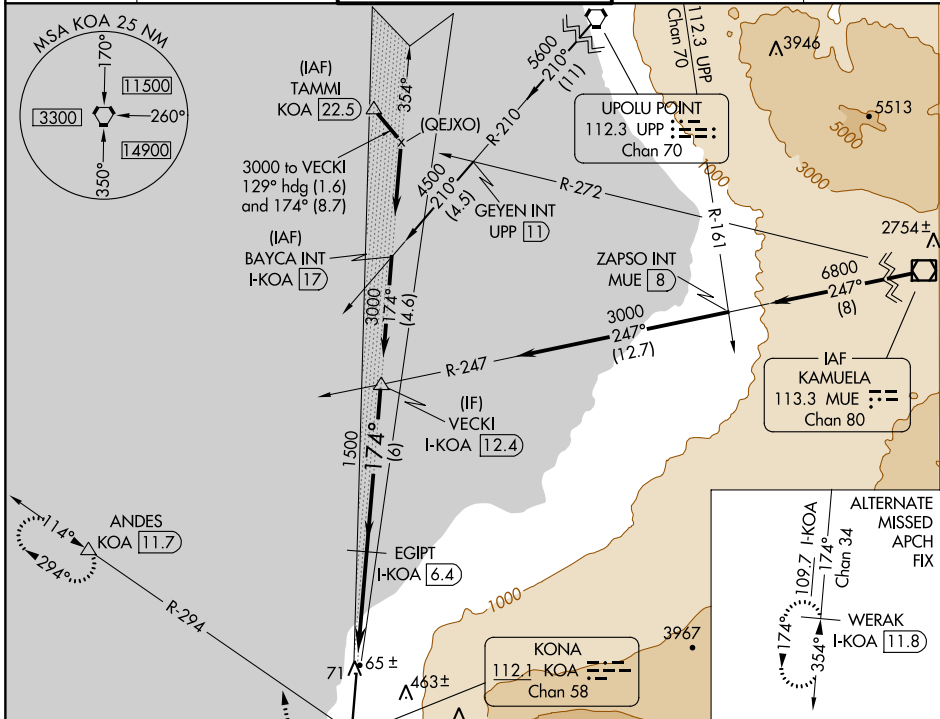 MSA KOA 25 NM
170°
11500
3300
260°
14900
350°
(IAF)
TAMMI
KOA 22.5
354°
(QEJXO)
3000 to VECKI
129° hdg (1.6)
and 174° (8.7)
5600
210°
(11)
R-210
4500
210°
(4.5)
GEYEN INT
UPP 11
112.3 UPP
Chan 70
UPOLU POINT
112.3 UPP
Chan 70
R-161
R-272
3946
5513
5000
3000
1000
2754±
(IAF)
BAYCA INT
I-KOA 17
3000
174°
(4.6)
ZAPSO INT
MUE 8
6800
247°
(8)
3000
247°
(12.7)
R-247
IAF
KAMUELA
113.3 MUE
Chan 80
(IF)
VECKI
I-KOA 12.4
1500
174°
(6)
EGIPT
I-KOA 6.4
ANDES
KOA 11.7
114°
294°
R-294
1000
71
65±
463±
KONA
112.1 KOA
Chan 58
3967
ALTERNATE
MISSED
APCH
FIX
109.7 I-KOA
174°
Chan 34
WERAK
I-KOA 11.8
174°
354°